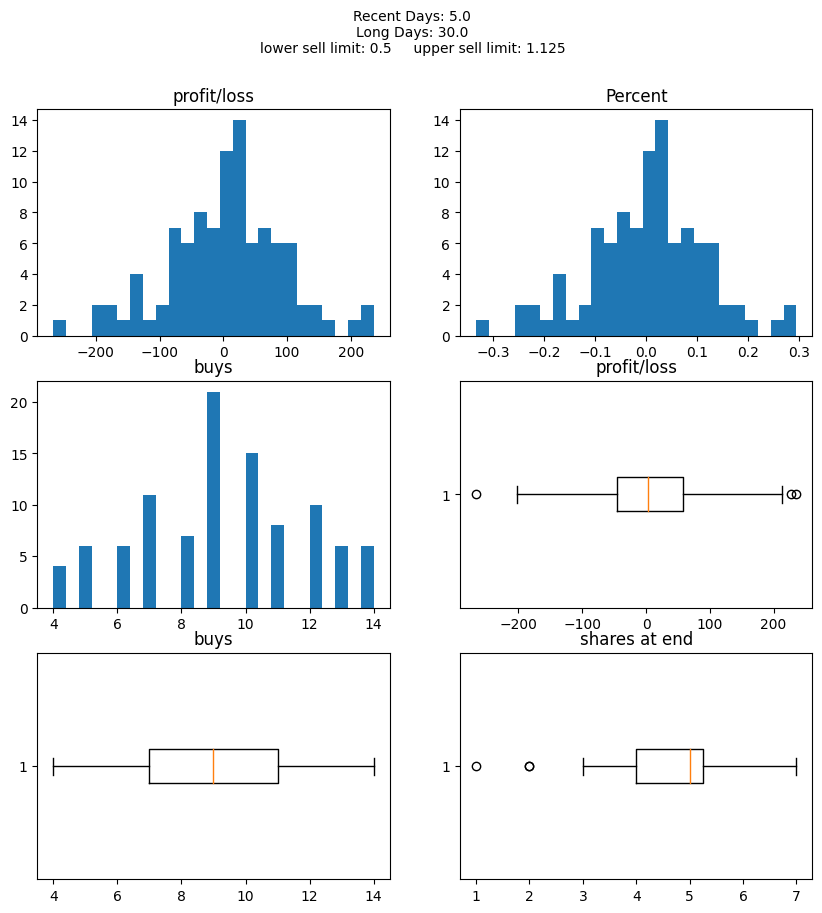 Recent Days: 5.0
Long Days: 30.0
lower sell limit: 0.5     upper sell limit: 1.125
profit/loss
14
12
10
8
6
4
2
0
−200 −100 0 100 200
Percent
14
12
10
8
6
4
2
0
−0.3 −0.2 −0.1 0.0 0.1 0.2 0.3
buys
20
15
10
5
0
4 6 8 10 12 14
profit/loss
1
−200 −100 0 100 200
buys
1
4 6 8 10 12 14
shares at end
1
1 2 3 4 5 6 7